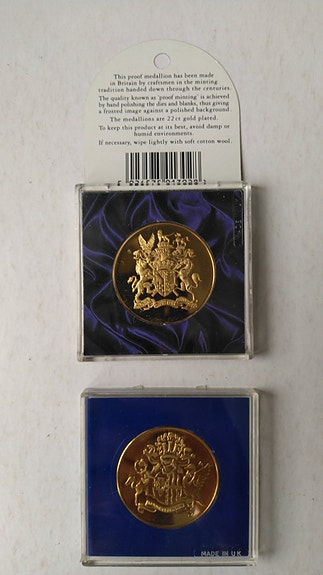 This proof medallion has been made
in Britain by craftsmen in the minting
tradition handed down through the centuries.
The quality known as 'proof minting' is achieved
by hand polishing the dies and blanks, thus giving
a frosted image against a polished background.
The medallions are 22ct gold plated.
To keep this product at its best, avoid damp or
humid environments.
If necessary, wipe lightly with soft cotton wool.
MADE IN U.K